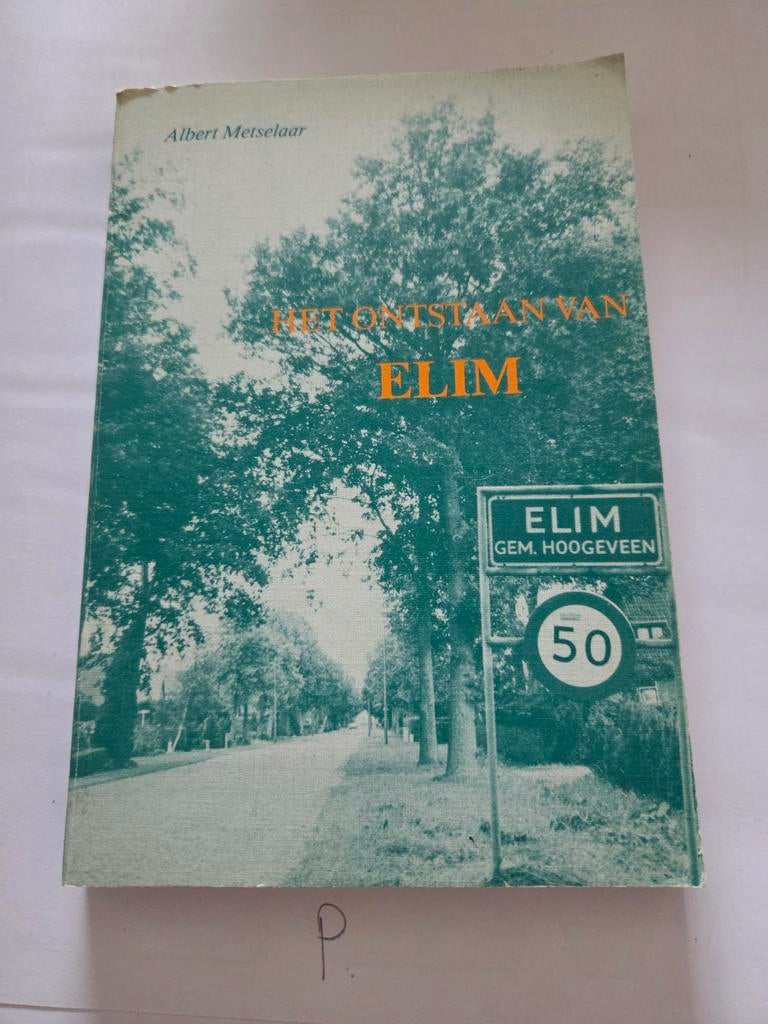 Albert Metselaar
HET ONTSTAAN VAN
ELIM
ELIM
GEM. HOOGEVEEN
50
P.